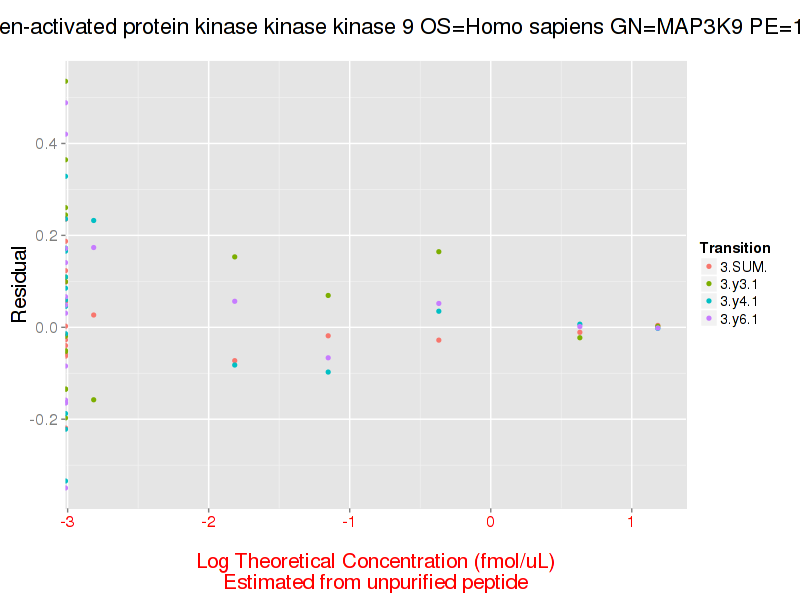 en-activated protein kinase kinase kinase 9 OS=Homo sapiens GN=MAP3K9 PE=1
0.4
0.2
0.0
-0.2
Residual
-3 -2 -1 0 1
Log Theoretical Concentration (fmol/uL)
Estimated from unpurified peptide
Transition
3.SUM.
3.y3.1
3.y4.1
3.y6.1